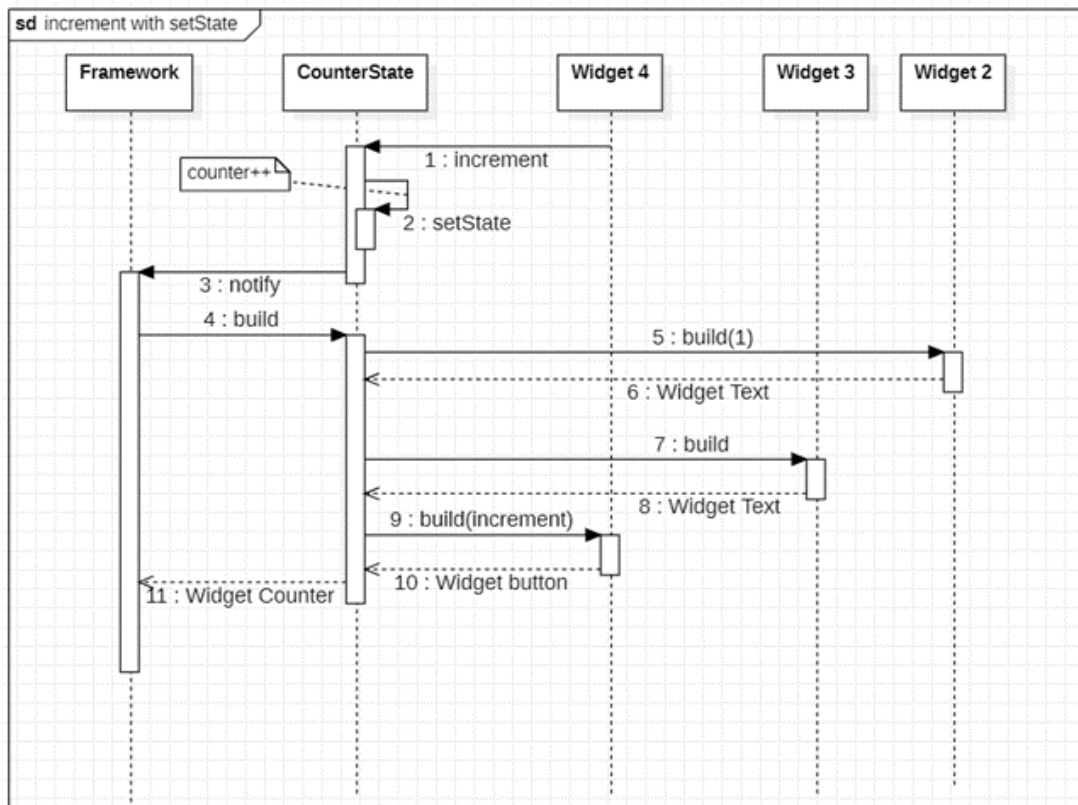 sd increment with setState
Framework
CounterState
Widget 4
Widget 3
Widget 2
1 : increment
counter++
2 : setState
3 : notify
4 : build
5 : build(1)
6 : Widget Text
7 : build
8 : Widget Text
9 : build(increment)
10 : Widget button
11 : Widget Counter